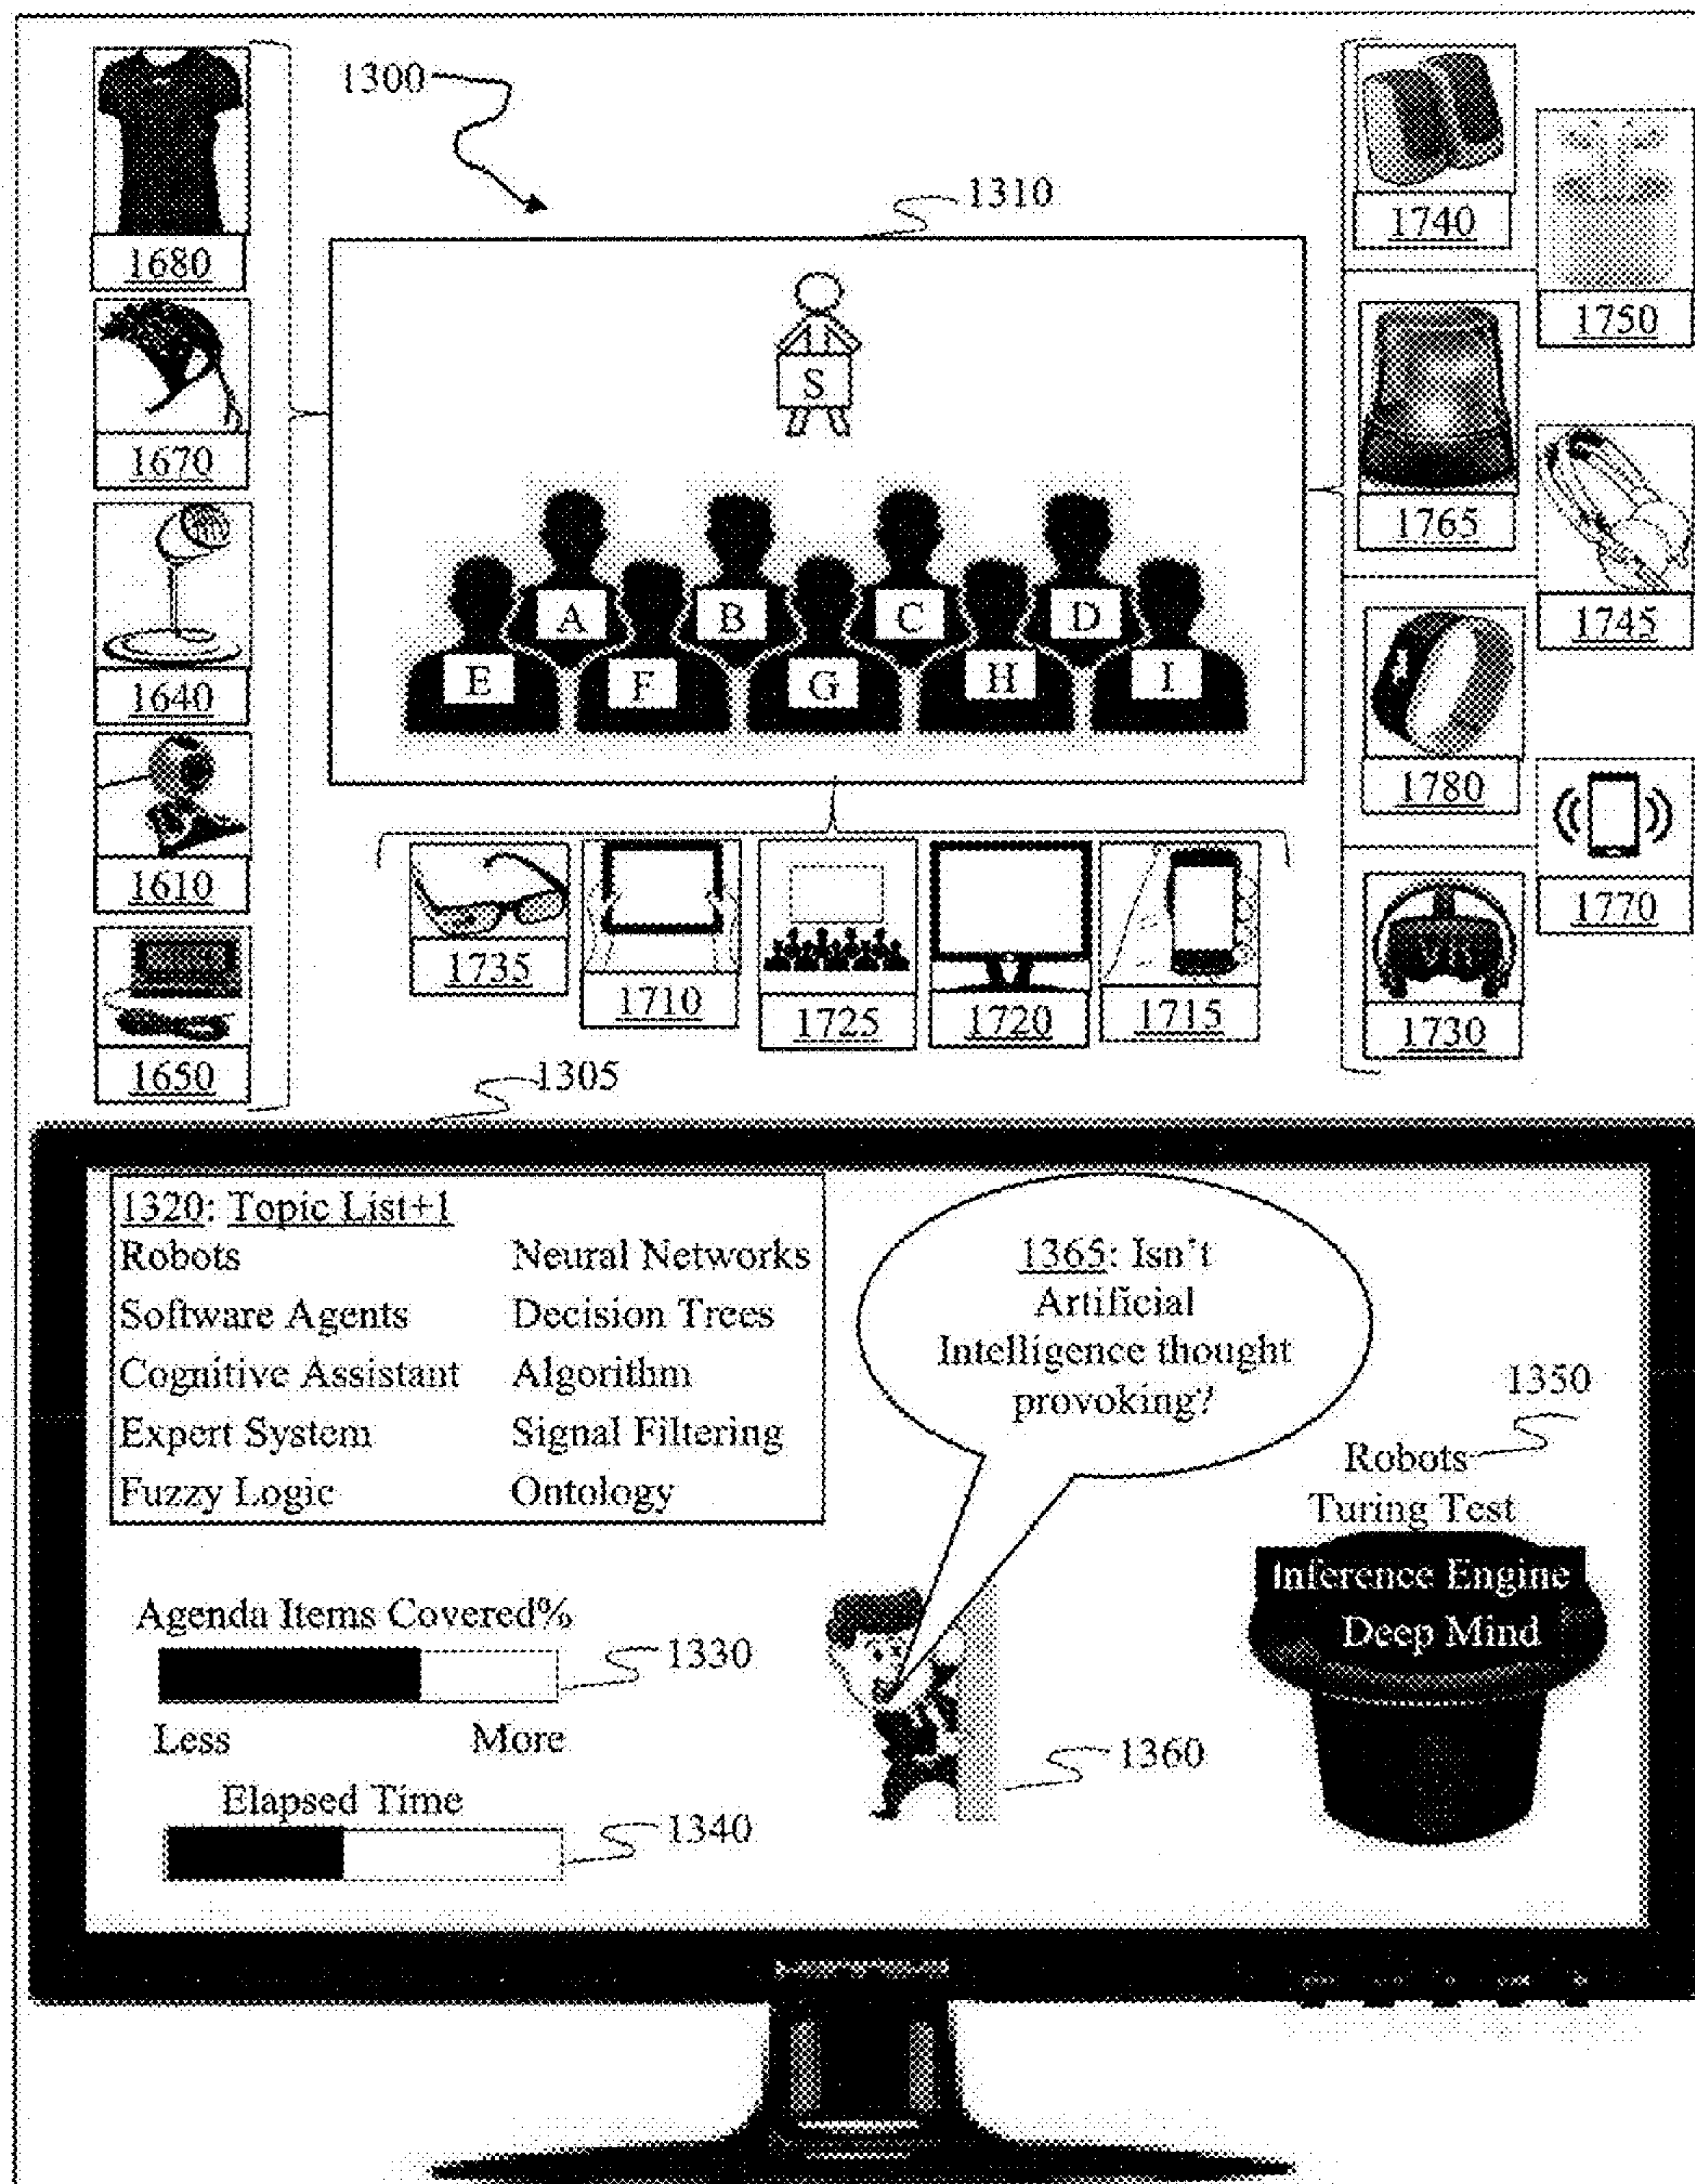 1300
1310
1680
1670
1640
1610
1650
1740
1750
1765
1745
1780
1770
1730
S
A
B
C
D
E
F
G
H
I
1735
1710
1725
1720
1715
1305
1320: Topic List+1
Robots
Neural Networks
Software Agents
Decision Trees
Cognitive Assistant
Algorithm
Expert System
Signal Filtering
Fuzzy Logic
Ontology
1365: Isn't
Artificial
Intelligence thought
provoking?
1350
Robots
Turing Test
Inference Engine
Deep Mind
Agenda Items Covered%
1330
Less
More
1360
Elapsed Time
1340